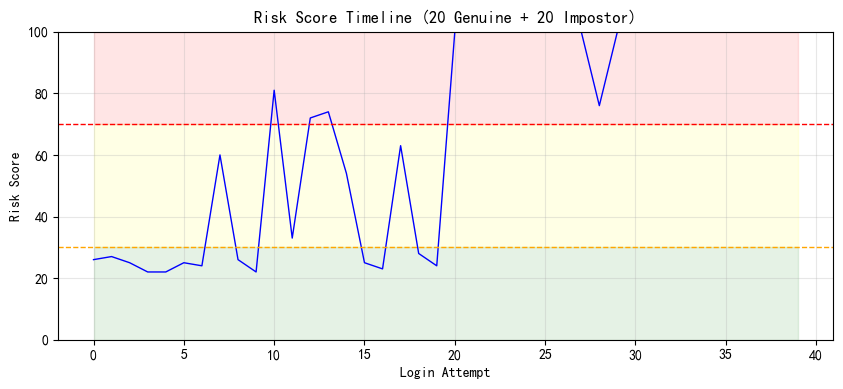 Risk Score Timeline (20 Genuine + 20 Impostor)
100
80
60
40
20
0
Risk Score
0 5 10 15 20 25 30 35 40
Login Attempt